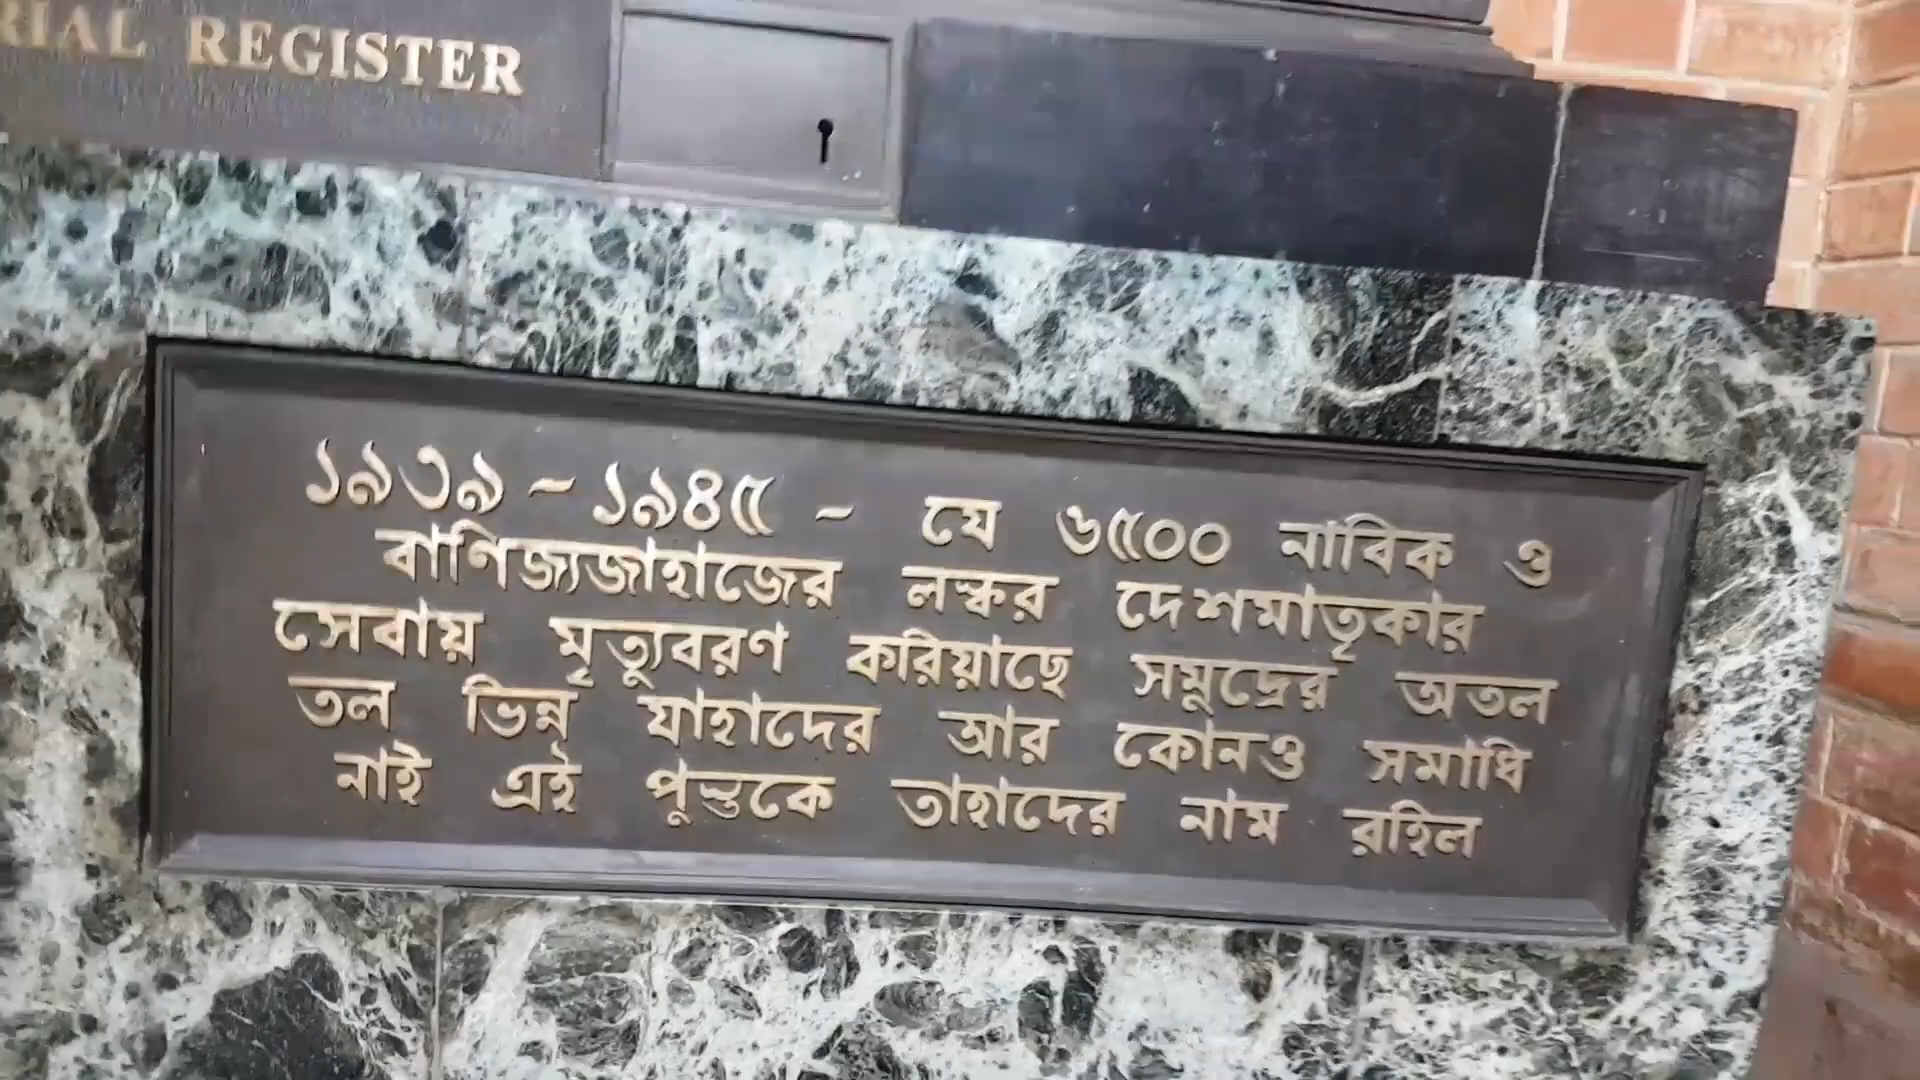 RIAL REGISTER
১৯৩৯ ~ ১৯৪৫ ~ যে ৬৫০০ নাবিক ও
বাণিজ্যজাহাজের লস্কর দেশমাতৃকার
সেবায় মৃত্যুবরণ করিয়াছে সমুদ্রের অতল
তল ভিন্ন যাহাদের আর কোনও সমাধি
নাই এই পুস্তকে তাহাদের নাম রহিল